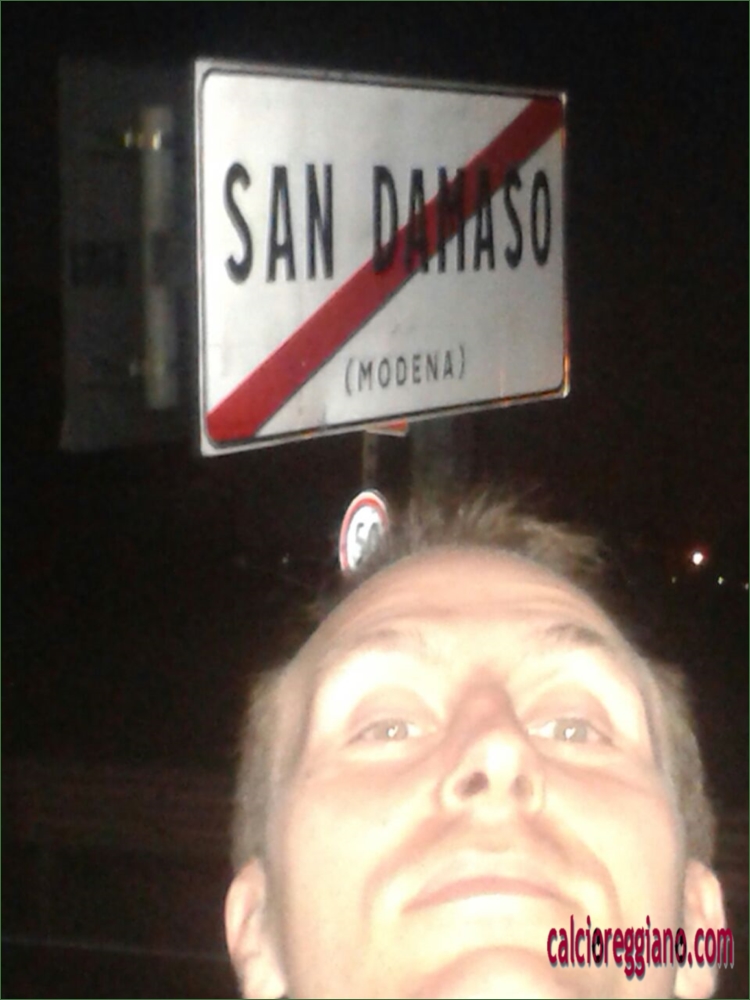 SAN DAMASO
(MODENA)
50
calcioreggiano.com